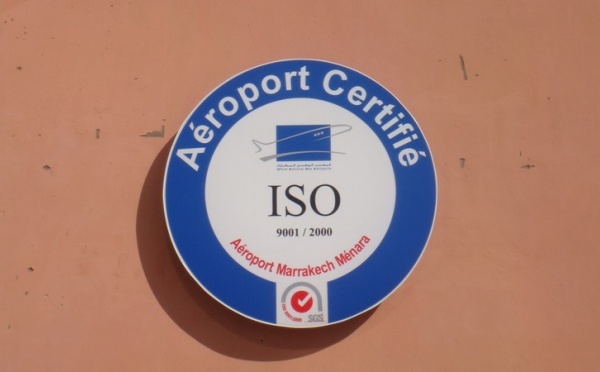 Aéroport Certifié
ISO
9001 / 2000
Aéroport Marrakech Ménara
SGS